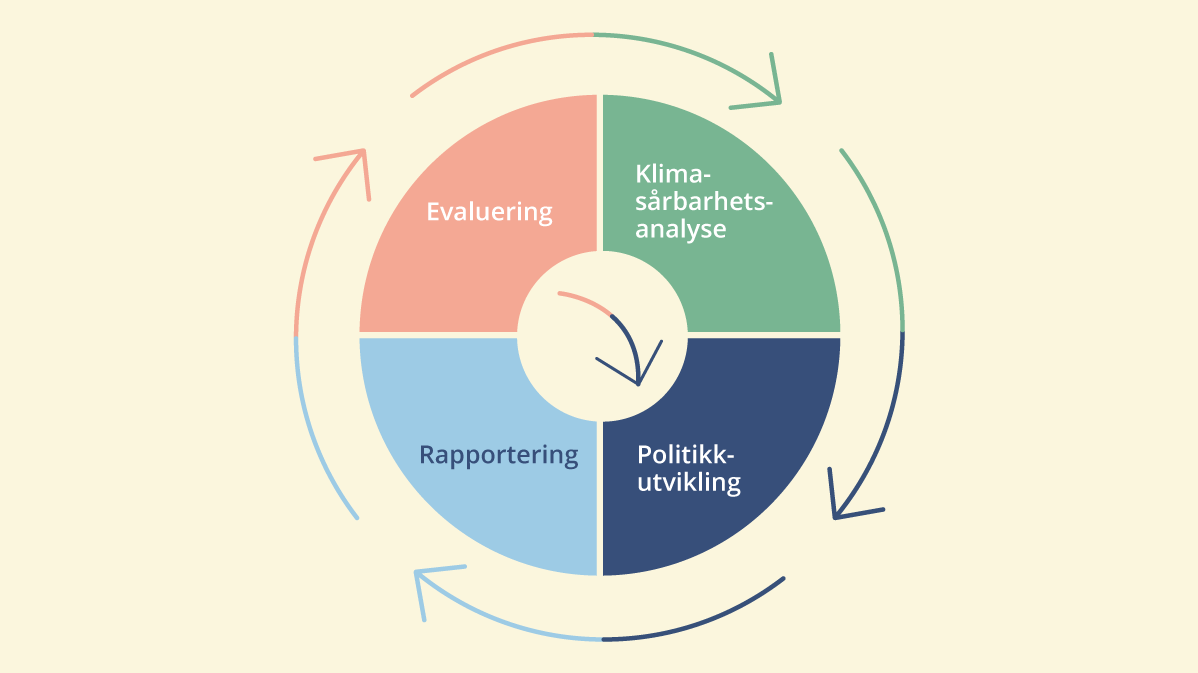 Evaluering
Klima-
sårbarhets-
analyse
Rapportering
Politikk-
utvikling